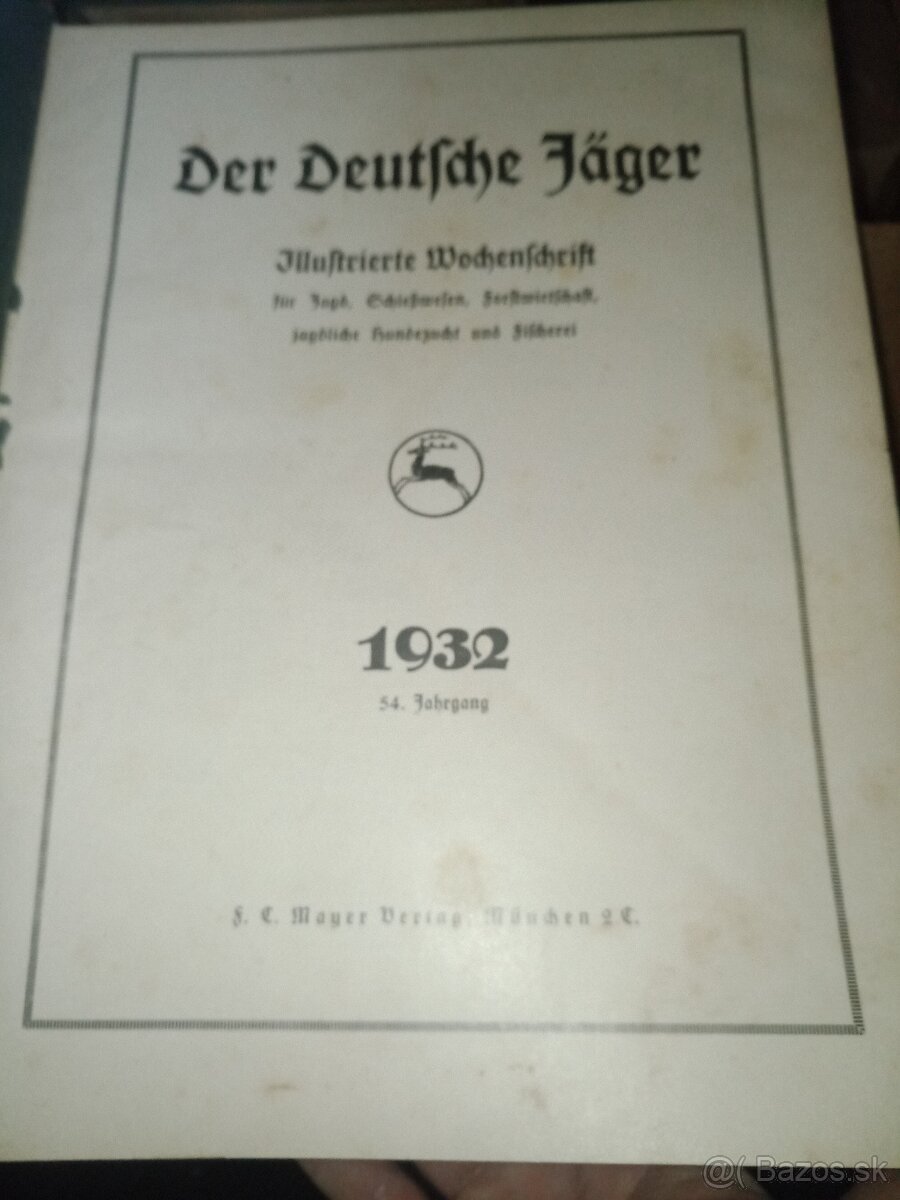 Der Deutſche Jäger
Illuſtrierte Wochenſchrift
für Jagd, Schießweſen, Forſtwirtſchaft,
jagdliche Hundezucht und Fiſcherei
1932
54. Jahrgang
F. C. Mayer Verlag, München 2 C.
@( Bazos.sk